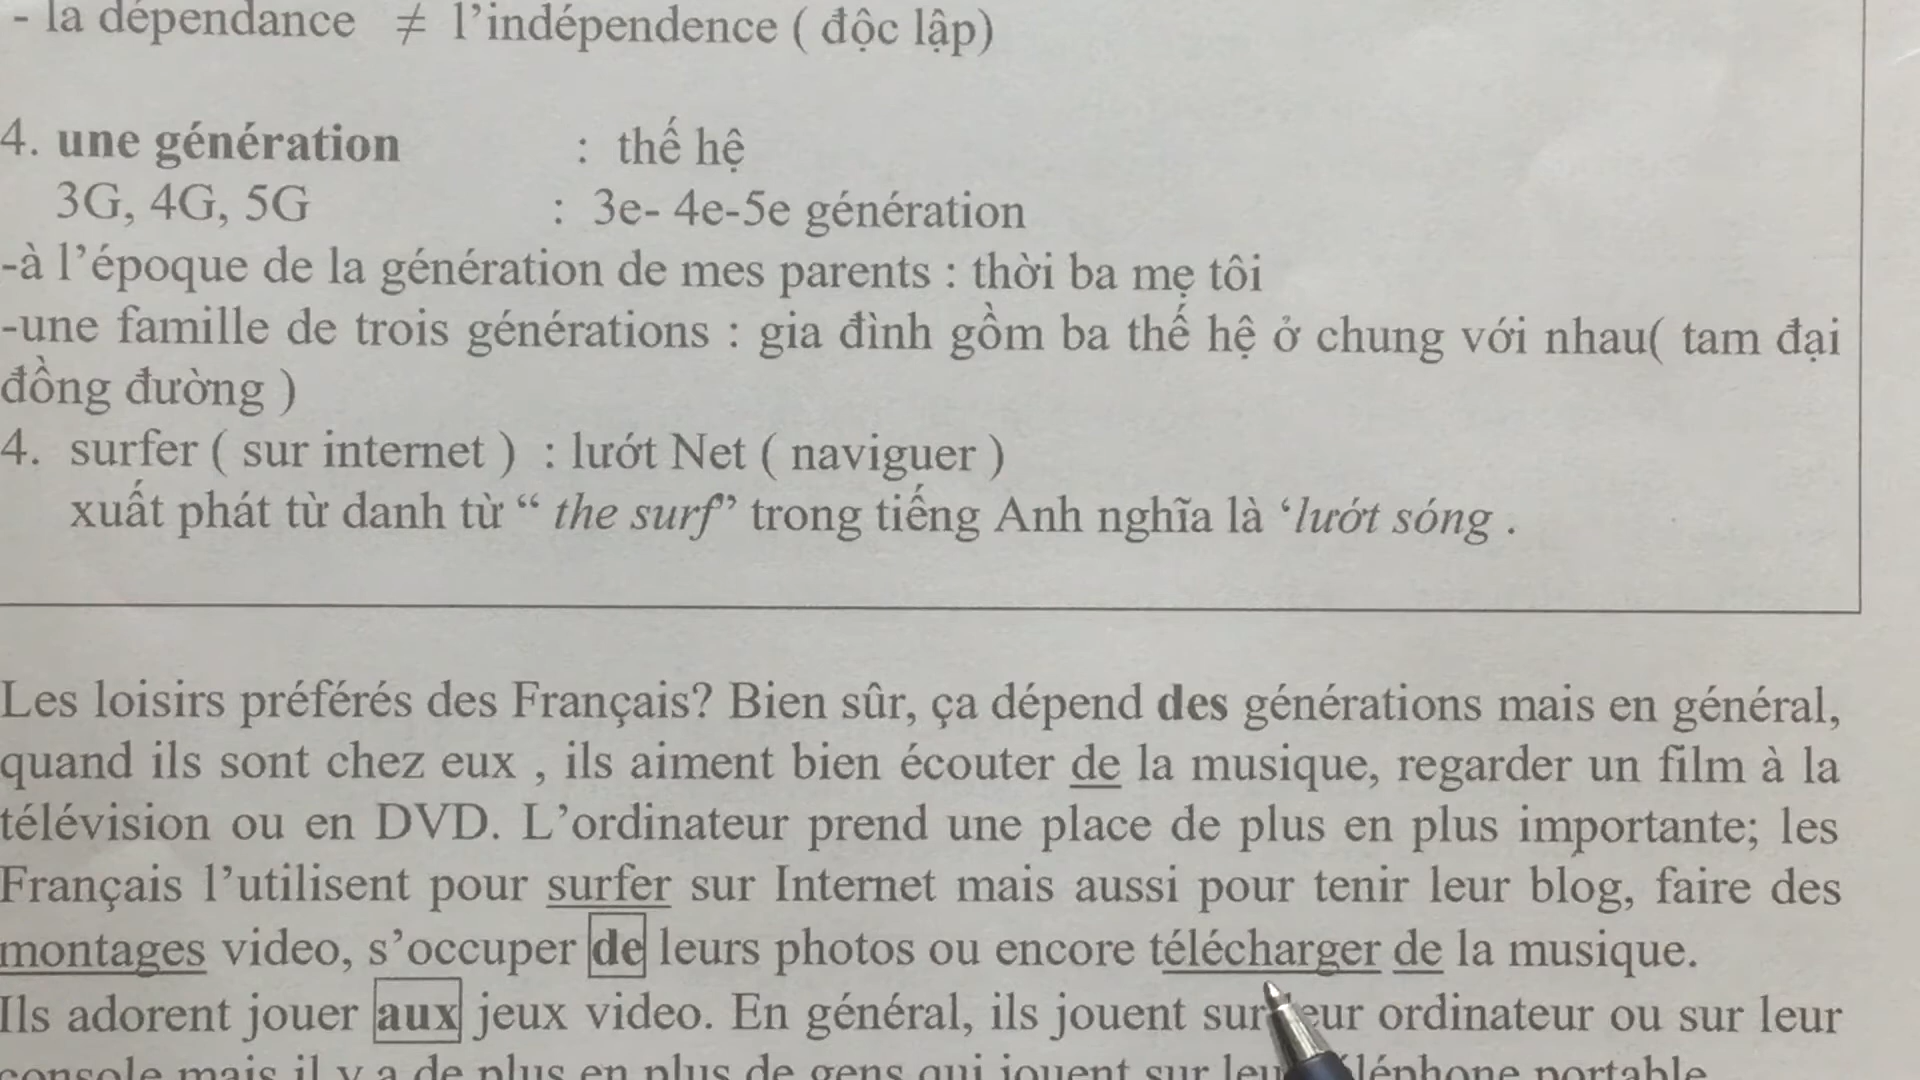 - la dépendance ≠ l’indépendence ( độc lập)
4. une génération : thế hệ
3G, 4G, 5G : 3e- 4e-5e génération
-à l’époque de la génération de mes parents : thời ba mẹ tôi
-une famille de trois générations : gia đình gồm ba thế hệ ở chung với nhau( tam đại
đồng đường )
4. surfer ( sur internet ) : lướt Net ( naviguer )
xuất phát từ danh từ “ the surf’ trong tiếng Anh nghĩa là ‘lướt sóng .
Les loisirs préférés des Français? Bien sûr, ça dépend des générations mais en général,
quand ils sont chez eux , ils aiment bien écouter de la musique, regarder un film à la
télévision ou en DVD. L’ordinateur prend une place de plus en plus importante; les
Français l’utilisent pour surfer sur Internet mais aussi pour tenir leur blog, faire des
montages video, s’occuper de leurs photos ou encore télécharger de la musique.
Ils adorent jouer aux jeux video. En général, ils jouent sur leur ordinateur ou sur leur
console mais il y a de plus en plus de gens qui jouent sur leur téléphone portable